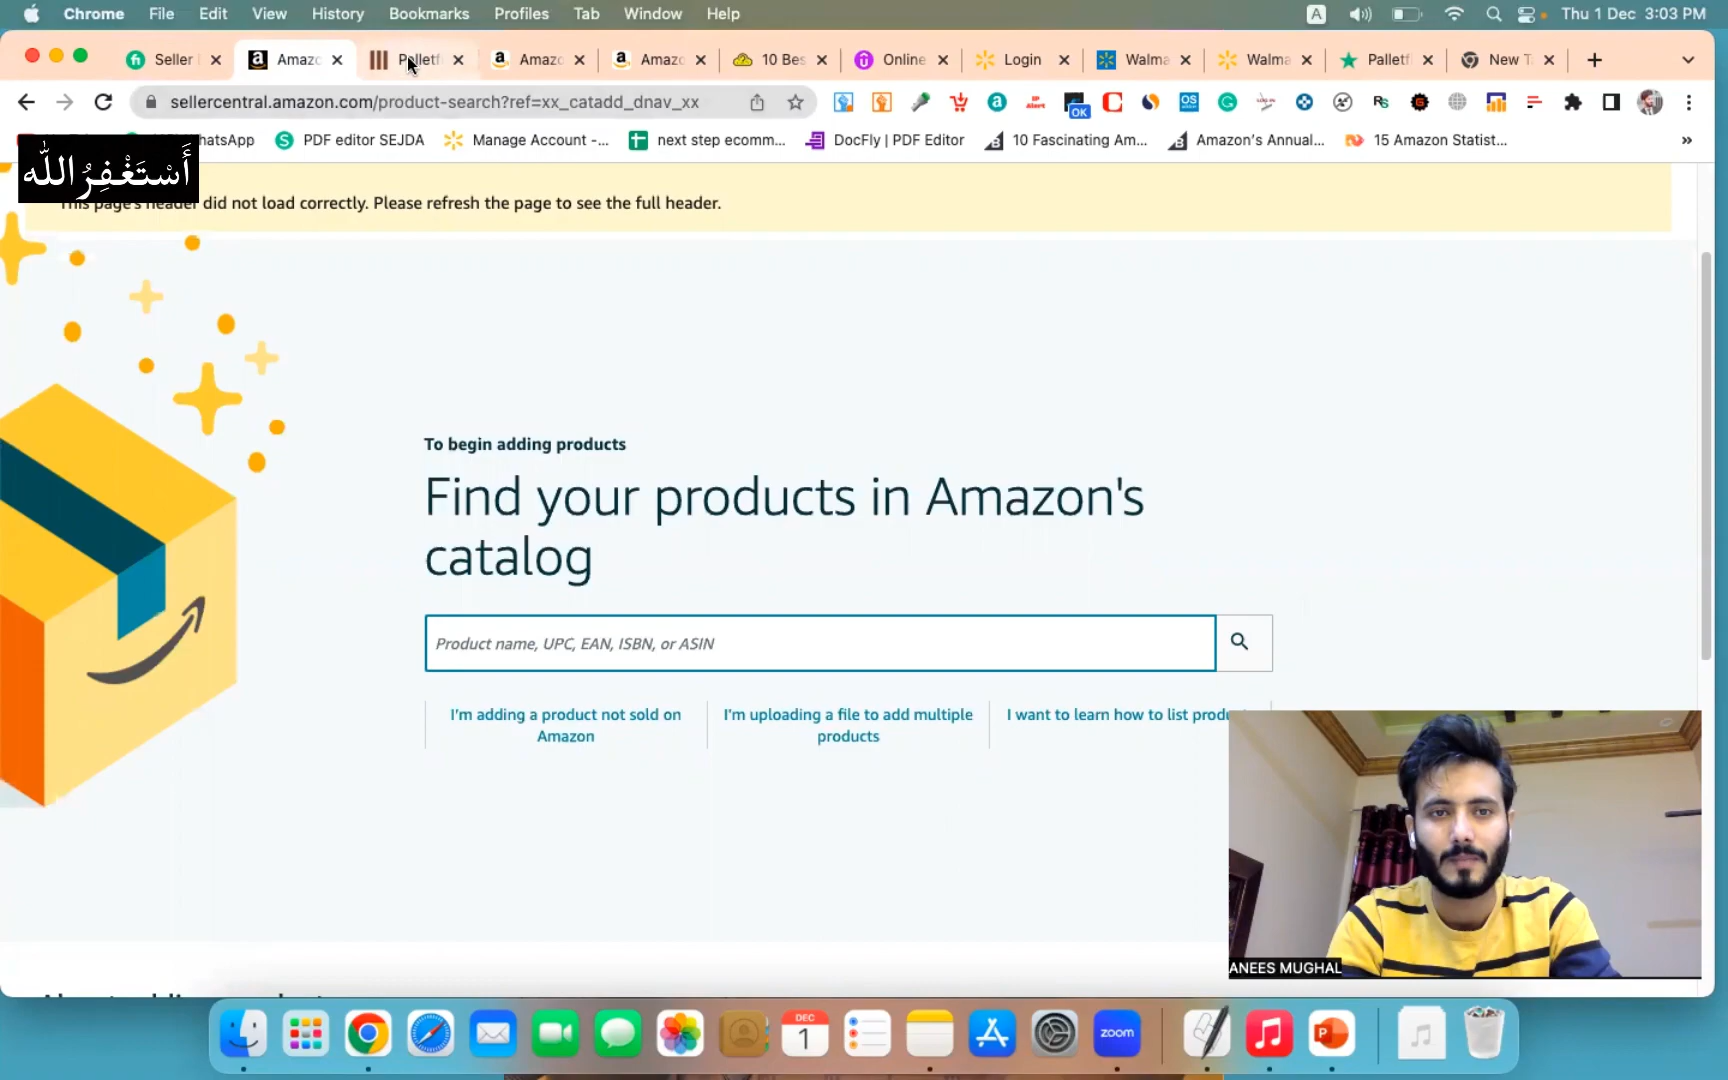 Chrome File Edit View History Bookmarks Profiles Tab Window Help
A Thu 1 Dec 3:03 PM
Seller Amazo Palletf Amazo Amazo 10 Bes Online Login Walma Walma Palletf New T
sellercentral.amazon.com/product-search?ref=xx_catadd_dnav_xx
hatsApp PDF editor SEJDA Manage Account -... next step ecomm... DocFly | PDF Editor 10 Fascinating Am... Amazon's Annual... 15 Amazon Statist... »
أَسْتَغْفِرُ اللّٰه
This page's header did not load correctly. Please refresh the page to see the full header.
To begin adding products
Find your products in Amazon's
catalog
Product name, UPC, EAN, ISBN, or ASIN
I'm adding a product not sold on
Amazon
I'm uploading a file to add multiple
products
I want to learn how to list produ
ANEES MUGHAL
DEC
1
zoom